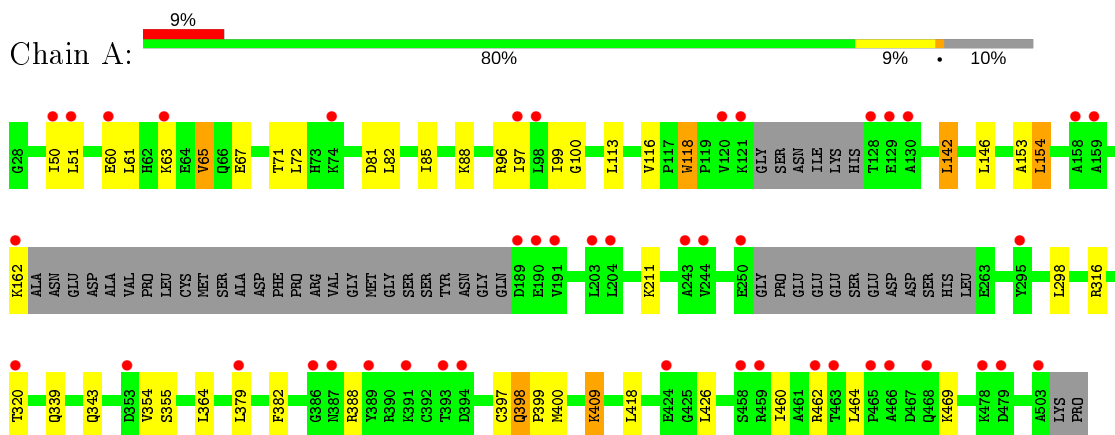 9%
Chain A:
80% 9% • 10%
G28 I50 L51 E60 L61 H62 K63 E64 V65 Q66 E67 T71 L72 H73 K74 D81 L82 I85 K88 R96 I97 L98 I99 G100 L113 V116 P117 W118 P119 V120 K121 GLY SER ASN ILE LYS HIS T128 E129 A130 L142 L146 A153 L154 A158 A159
K162 ALA ASN GLU ASP ALA VAL PRO LEU CYS MET SER ALA ASP PHE PRO ARG VAL GLY MET GLY SER SER TYR ASN GLY GLN D189 E190 V191 L203 L204 K211 A243 V244 E250 GLY PRO GLU GLU GLU SER GLU ASP ASP SER HIS LEU E263 Y295 L298 R316
T320 Q339 Q343 D353 V354 S355 L364 L379 F382 G386 N387 R388 Y389 R390 K391 C392 T393 D394 C397 Q398 P399 M400 K409 L418 E424 G425 L426 S458 R459 I460 A461 R462 T463 L464 P465 A466 D467 Q468 K469 K478 D479 A503 LYS PRO